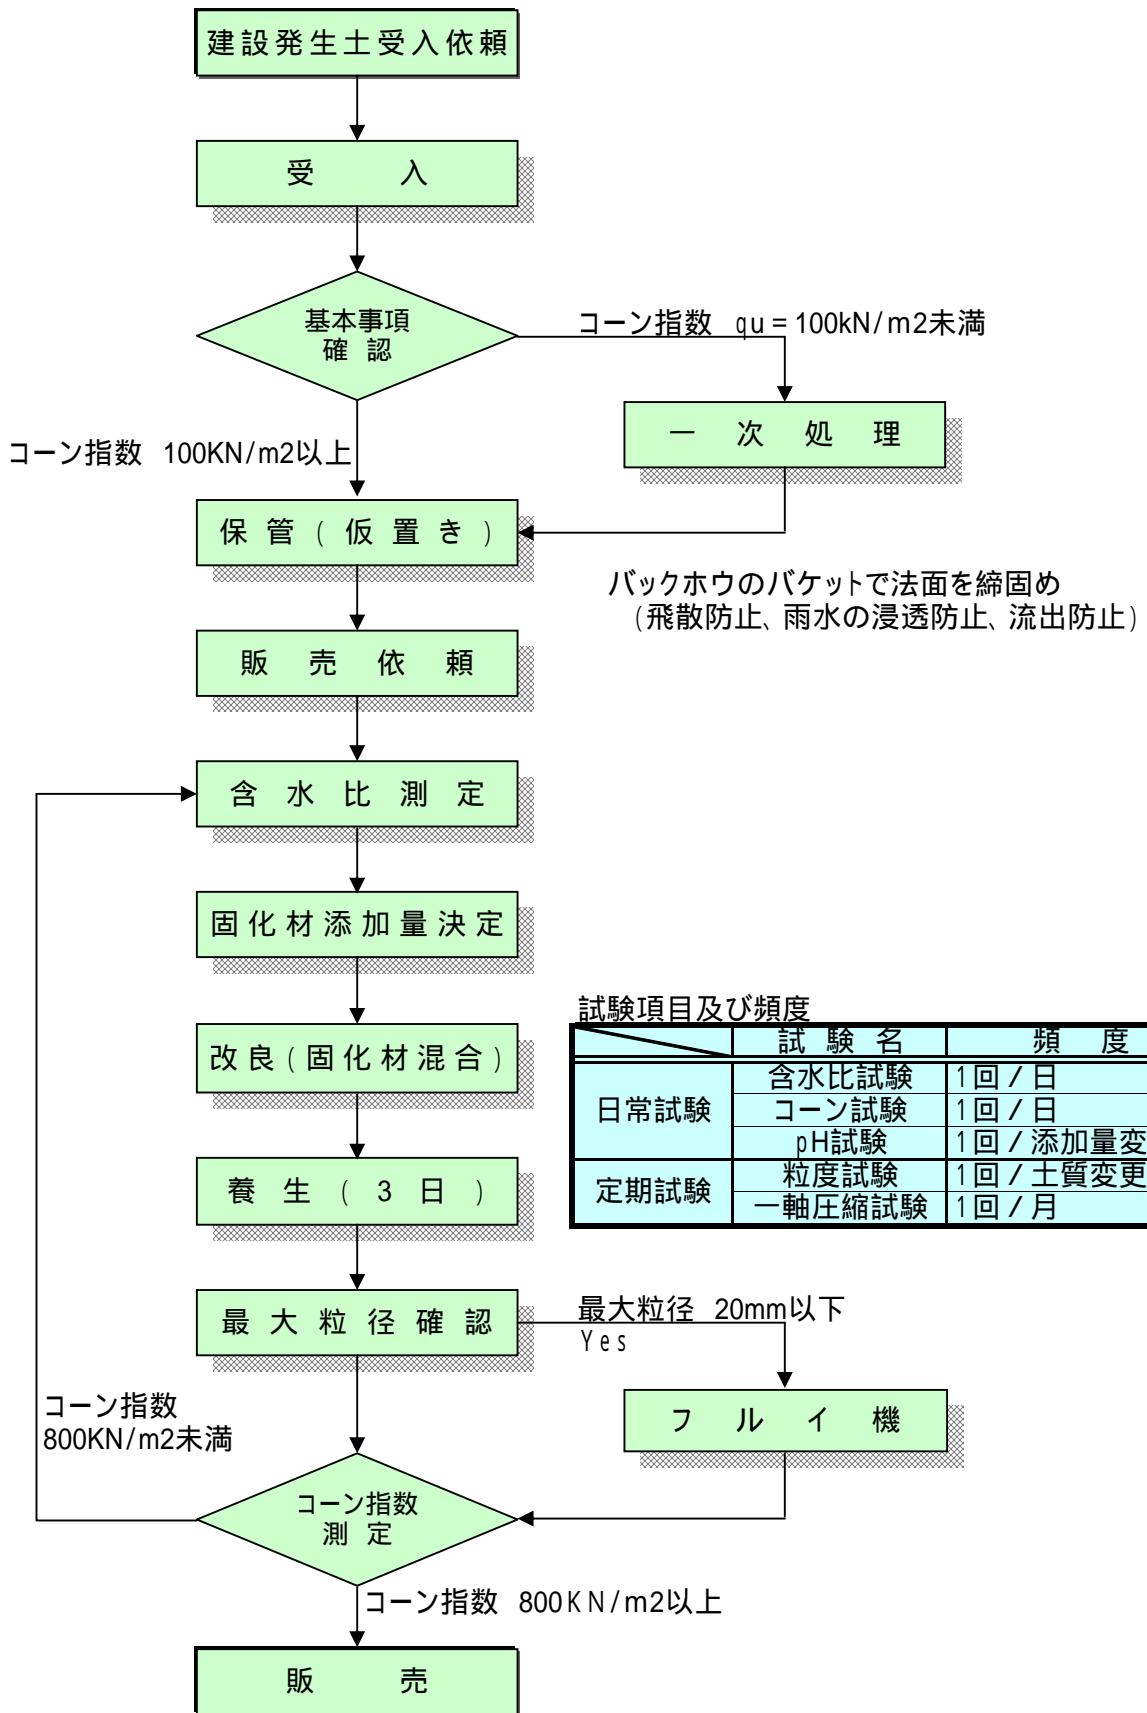 建設発生土受入依頼
受入
基本事項
確認
コーン指数 qu=100kN/m2未満
一次処理
コーン指数 100KN/m2以上
保管(仮置き)
バックホウのバケットで法面を締固め
(飛散防止、雨水の浸透防止、流出防止)
販売依頼
含水比測定
固化材添加量決定
改良(固化材混合)
養生(3日)
試験項目及び頻度
試験名 頻度
日常試験 含水比試験 1回/日
コーン試験 1回/日
pH試験 1回/添加量変
定期試験 粒度試験 1回/土質変更
一軸圧縮試験 1回/月
最大粒径確認
最大粒径 20mm以下
Yes
フルイ機
コーン指数
800KN/m2未満
コーン指数
測定
コーン指数 800KN/m2以上
販売